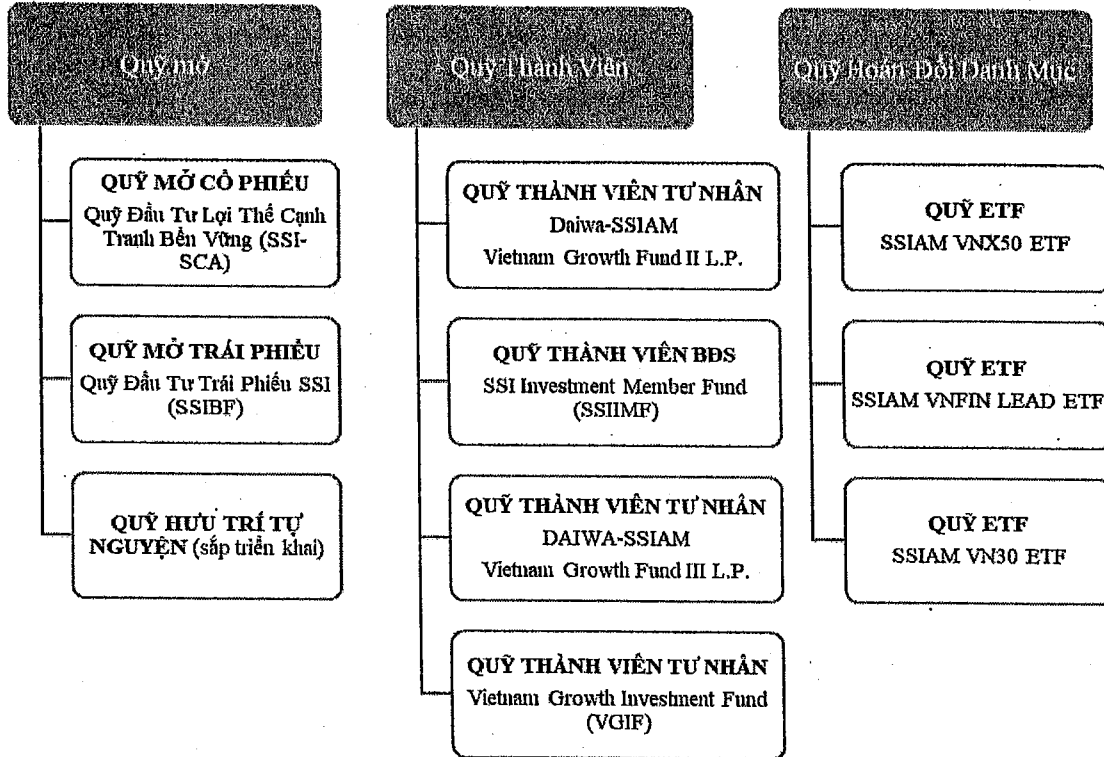 Quỹ mở
QUỸ MỞ CỔ PHIẾU
Quỹ Đầu Tư Lợi Thế Cạnh
Tranh Bền Vững (SSI-
SCA)
QUỸ MỞ TRÁI PHIẾU
Quỹ Đầu Tư Trái Phiếu SSI
(SSIBF)
QUỸ HƯU TRÍ TỰ
NGUYỆN (sắp triển khai)
Quỹ Thành Viên
QUỸ THÀNH VIÊN TƯ NHÂN
Daiwa-SSIAM
Vietnam Growth Fund II L.P.
QUỸ THÀNH VIÊN BĐS
SSI Investment Member Fund
(SSIIMF)
QUỸ THÀNH VIÊN TƯ NHÂN
DAIWA-SSIAM
Vietnam Growth Fund III L.P.
QUỸ THÀNH VIÊN TƯ NHÂN
Vietnam Growth Investment Fund
(VGIF)
Quỹ Hoán Đổi Danh Mục
QUỸ ETF
SSIAM VNX50 ETF
QUỸ ETF
SSIAM VNFIN LEAD ETF
QUỸ ETF
SSIAM VN30 ETF